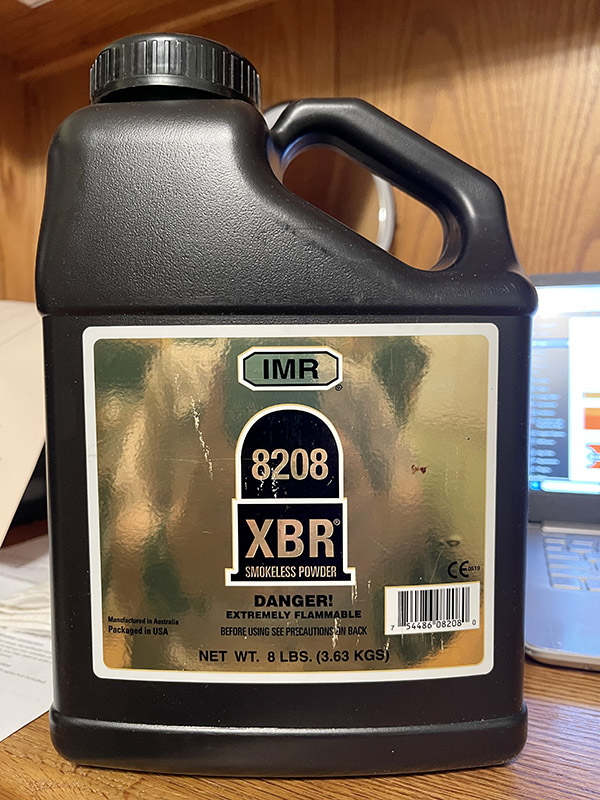 IMR®
8208
XBR®
SMOKELESS POWDER
DANGER!
EXTREMELY FLAMMABLE
BEFORE USING SEE PRECAUTIONS ON BACK
NET WT. 8 LBS. (3.63 KGS)
Manufactured in Australia
Packaged in USA
CE 0519
7 54486 08208 0